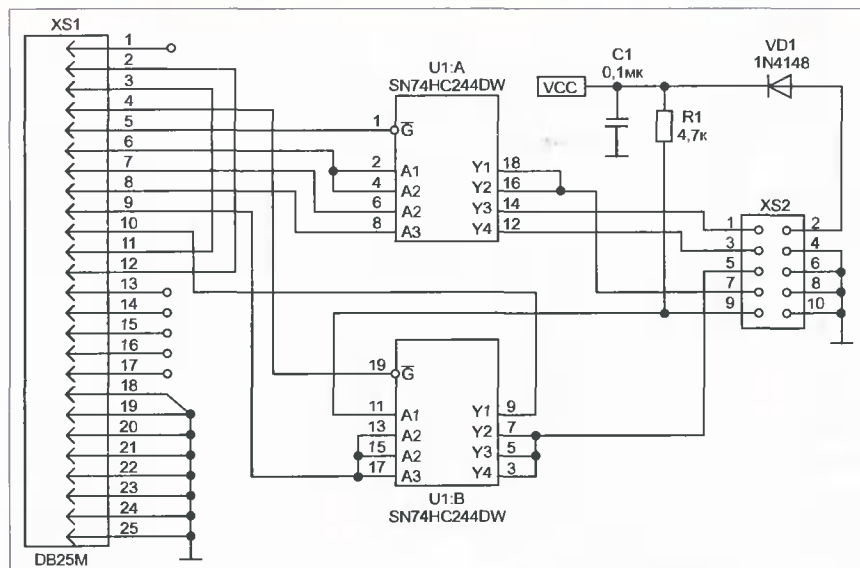 XS1
1
2
3
4
5
6
7
8
9
10
11
12
13
14
15
16
17
18
19
20
21
22
23
24
25
DB25M
U1:A
SN74HC244DW
1 G
2 A1 Y1 18
4 A2 Y2 16
6 A2 Y3 14
8 A3 Y4 12
19 G
11 A1 Y1 9
13 A2 Y2 7
15 A2 Y3 5
17 A3 Y4 3
U1:B
SN74HC244DW
C1
0,1мк
VCC
R1
4,7к
VD1
1N4148
XS2
1 2
3 4
5 6
7 8
9 10